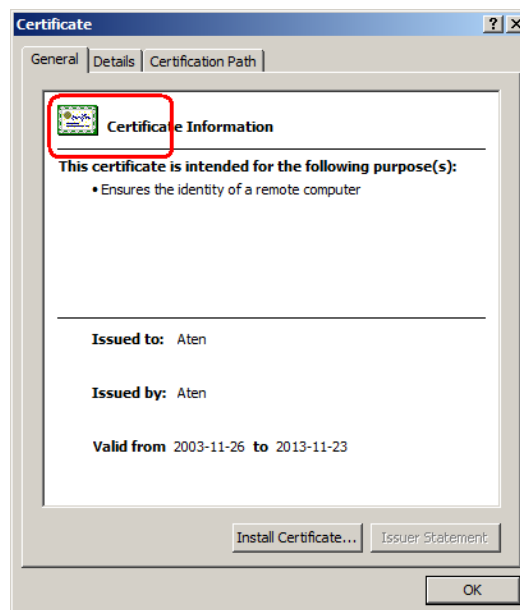 Certificate
General Details Certification Path
Certificate Information
This certificate is intended for the following purpose(s):
• Ensures the identity of a remote computer
Issued to: Aten
Issued by: Aten
Valid from 2003-11-26 to 2013-11-23
Install Certificate... Issuer Statement
OK